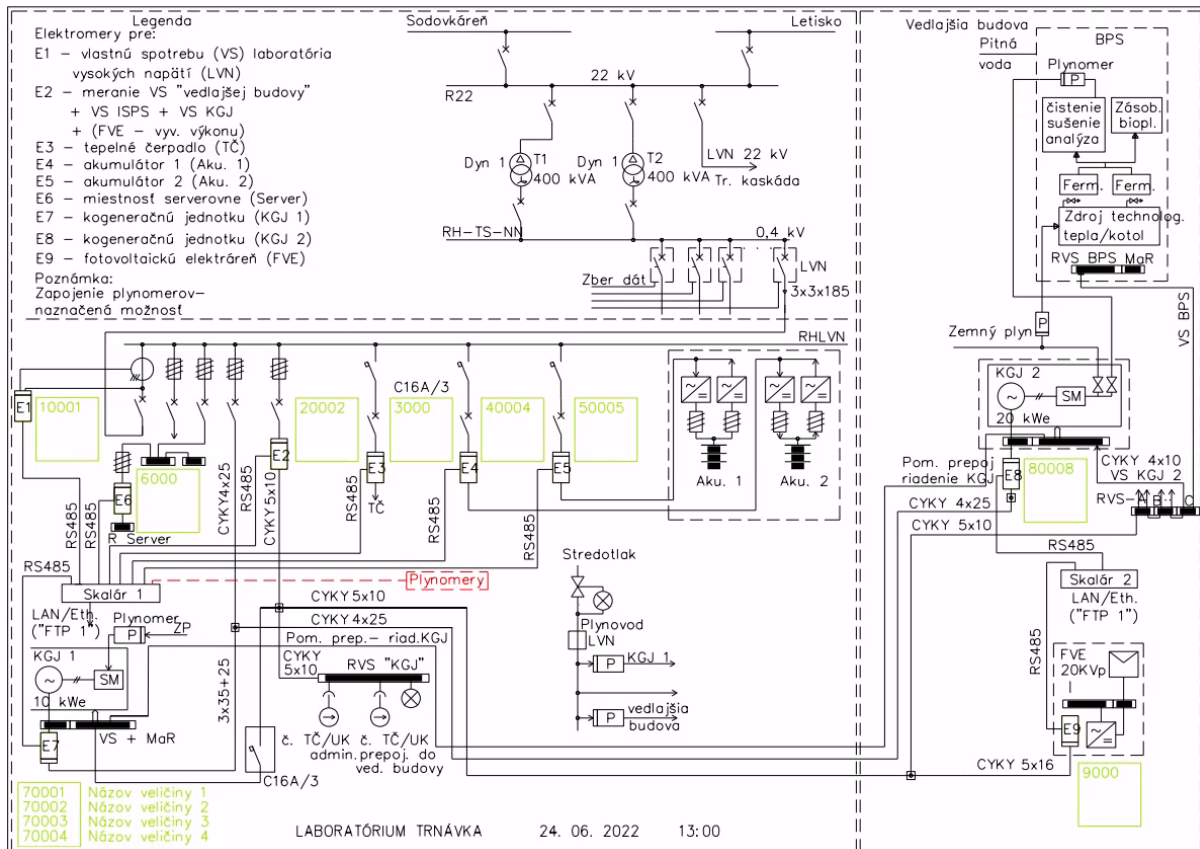 Legenda
Elektromery pre:
E1 – vlastnú spotrebu (VS) laboratória
vysokých napätí (LVN)
E2 – meranie VS "vedlajšej budovy"
+ VS ISPS + VS KGJ
+ (FVE – vyv. výkonu)
E3 – tepelné čerpadlo (TČ)
E4 – akumulátor 1 (Aku. 1)
E5 – akumulátor 2 (Aku. 2)
E6 – miestnosť serverovne (Server)
E7 – kogeneračnú jednotku (KGJ 1)
E8 – kogeneračnú jednotku (KGJ 2)
E9 – fotovoltaickú elektráreň (FVE)
Poznámka:
Zapojenie plynomerov–
naznačená možnosť
Sodovkáreň
Letisko
22 kV
R22
Dyn 1
T1
400 kVA
Dyn 1
T2
400 kVA
LVN 22 kV
Tr. kaskáda
RH–TS–NN
0,4 kV
LVN
Zber dát
3x3x185
RHLVN
C16A/3
E1
10001
E2
20002
E3
3000
E4
40004
E5
50005
E6
6000
R Server
TČ
RS485
RS485
CYKY4x25
RS485
CYKY 5x10
RS485
RS485
RS485
Aku. 1
Aku. 2
RS485
Skalár 1
Plynomery
LAN/Eth.
("FTP 1")
Plynomer
P
ZP
KGJ 1
SM
10 kWe
E7
VS + MaR
3x35+25
C16A/3
CYKY 5x10
CYKY 4x25
Pom. prep.– riad.KGJ
CYKY
5x10
RVS "KGJ"
č. TČ/UK
admin.
č. TČ/UK
prepoj. do
ved. budovy
Stredotlak
Plynovod
LVN
P
KGJ 1
P
vedlajšia
budova
70001 Názov veličiny 1
70002 Názov veličiny 2
70003 Názov veličiny 3
70004 Názov veličiny 4
LABORATÓRIUM TRNÁVKA 24. 06. 2022 13:00
Vedlajšia budova
Pitná
voda
BPS
Plynomer
P
čistenie
sušenie
analýza
Zásob.
biopl.
Ferm.
Ferm.
Zdroj technolog.
tepla/kotol
RVS BPS MaR
P
Zemný plyn
VS BPS
KGJ 2
SM
20 kWe
Pom. prepoj
riadenie KGJ
E8
80008
CYKY 4x10
VS KGJ 2
RVS–A B C
CYKY 4x25
CYKY 5x10
RS485
Skalár 2
LAN/Eth.
("FTP 1")
RS485
FVE
20KVp
E9
CYKY 5x16
9000